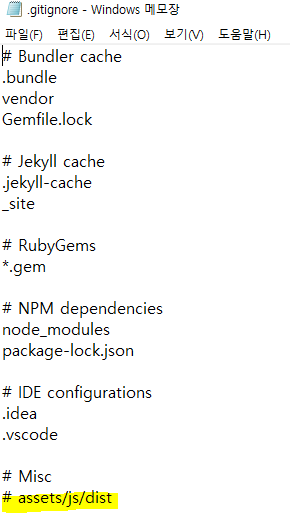 .gitignore - Windows 메모장
파일(F) 편집(E) 서식(O) 보기(V) 도움말(H)
# Bundler cache
.bundle
vendor
Gemfile.lock
# Jekyll cache
.jekyll-cache
_site
# RubyGems
*.gem
# NPM dependencies
node_modules
package-lock.json
# IDE configurations
.idea
.vscode
# Misc
# assets/js/dist